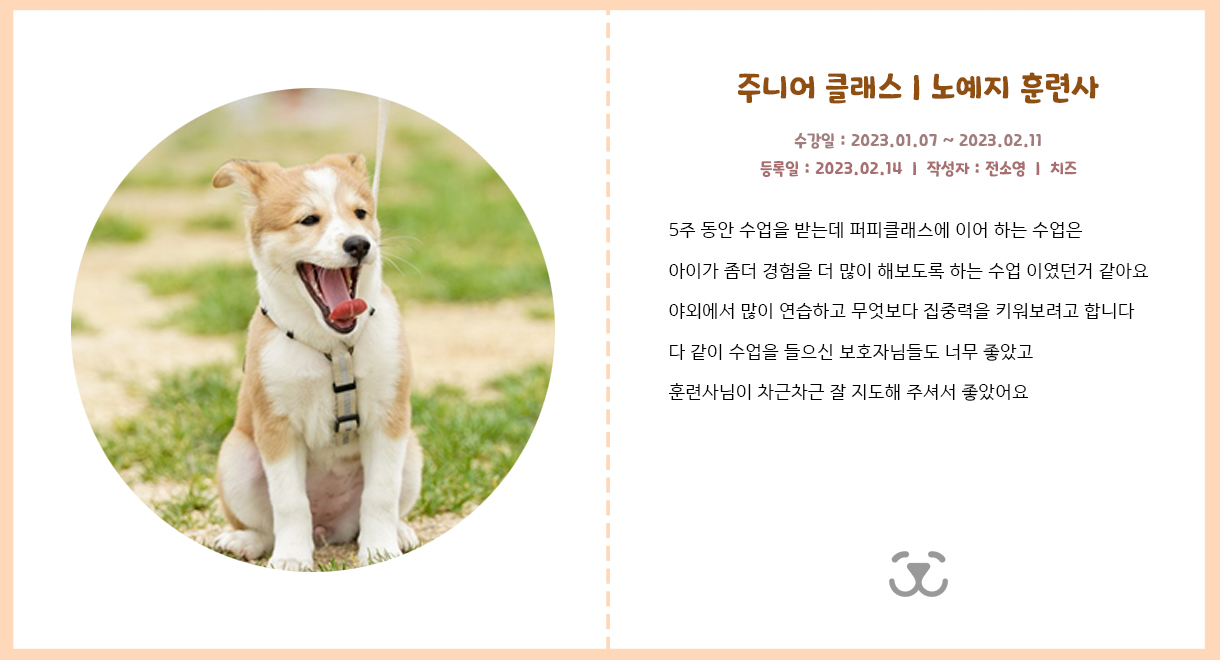 주니어 클래스 | 노예지 훈련사
수강일 : 2023.01.07 ~ 2023.02.11
등록일 : 2023.02.14 | 작성자 : 전소영 | 치즈
5주 동안 수업을 받는데 퍼피클래스에 이어 하는 수업은
아이가 좀더 경험을 더 많이 해보도록 하는 수업 이였던거 같아요
야외에서 많이 연습하고 무엇보다 집중력을 키워보려고 합니다
다 같이 수업을 들으신 보호자님들도 너무 좋았고
훈련사님이 차근차근 잘 지도해 주셔서 좋았어요